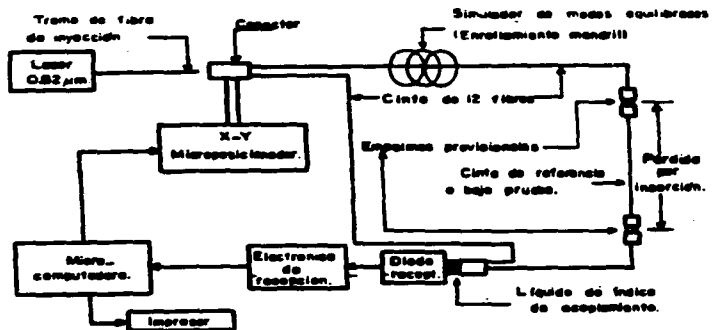 Tramo de fibra
de inyección
Conector
Simulador de modos equilibrados
(Enrollamiento mandril)
Laser
0.82 µm.
Cinta de 12 fibras
X-Y
Microposicionador.
Empalmes provisionales
Pérdida
por
inserción.
Cinta de referencia
o bajo prueba.
Micro_
computadora.
Electronica
de
recepcion.
Diodo
recept.
Líquido de índice
de acoplamiento.
Impresor